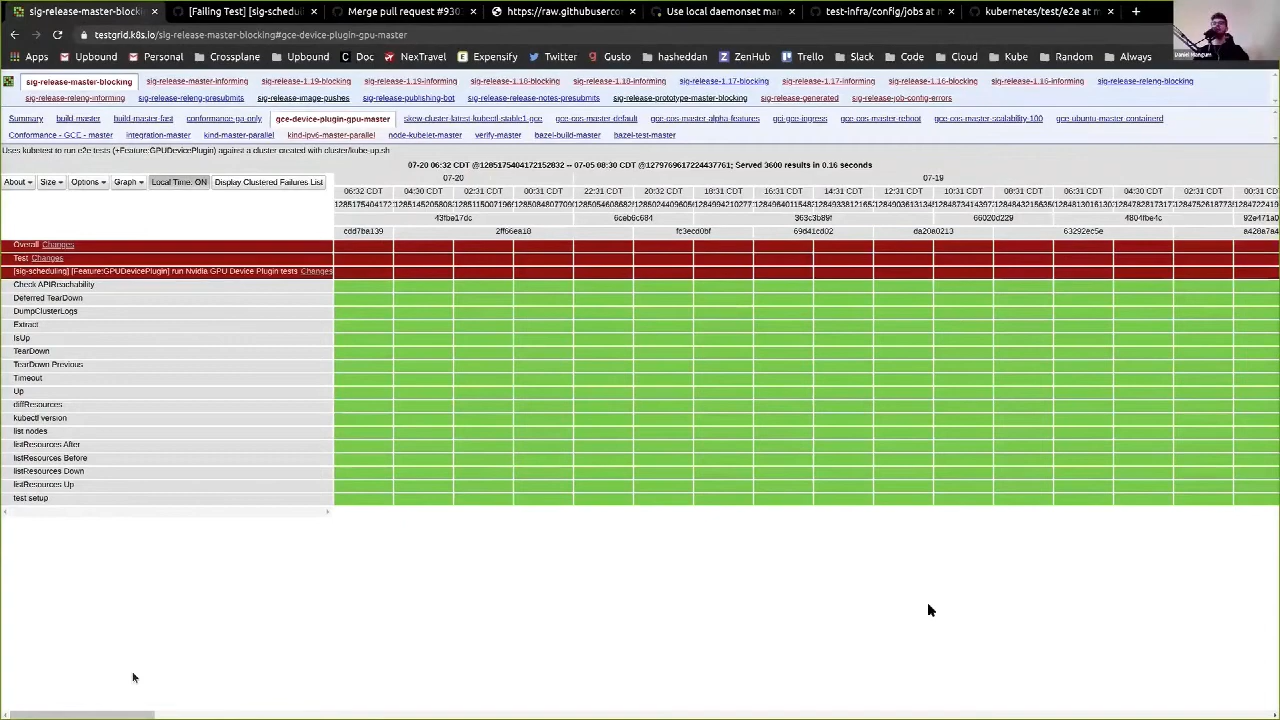 sig-release-master-blocki
[Failing Test] [sig-schedu
Merge pull request #9301
https://raw.githubuserco
Use local daemonset man
test-infra/config/jobs at m
kubernetes/test/e2e at m
testgrid.k8s.io/sig-release-master-blocking#gce-device-plugin-gpu-master
Daniel Mangum
Apps Upbound Personal Crossplane Upbound Doc NextTravel Expensify Twitter Gusto hasheddan ZenHub Trello Slack Code Cloud Kube Random Always
sig-release-master-blocking sig-release-master-informing sig-release-1.19-blocking sig-release-1.19-informing sig-release-1.18-blocking sig-release-1.18-informing sig-release-1.17-blocking sig-release-1.17-informing sig-release-1.16-blocking sig-release-1.16-informing sig-release-releng-blocking
sig-release-releng-informing sig-release-releng-presubmits sig-release-image-pushes sig-release-publishing-bot sig-release-release-notes-presubmits sig-release-prototype-master-blocking sig-release-generated sig-release-job-config-errors
Summary build-master build-master-fast conformance-ga-only gce-device-plugin-gpu-master skew-cluster-latest-kubectl-stable1-gce gce-cos-master-default gce-cos-master-alpha-features gci-gce-ingress gce-cos-master-reboot gce-cos-master-scalability-100 gce-ubuntu-master-containerd
Conformance - GCE - master integration-master kind-master-parallel kind-ipv6-master-parallel node-kubelet-master verify-master bazel-build-master bazel-test-master
Uses kubetest to run e2e tests (+Feature:GPUDevicePlugin) against a cluster created with cluster/kube-up.sh
07-20 06:32 CDT @1285175404172152832 -- 07-05 08:30 CDT @1279769617224437761; Served 3600 results in 0.16 seconds
About Size Options Graph Local Time: ON Display Clustered Failures List
07-20 07-19
06:32 CDT 04:30 CDT 02:31 CDT 00:31 CDT 22:31 CDT 20:32 CDT 18:31 CDT 16:31 CDT 14:31 CDT 12:31 CDT 10:31 CDT 08:31 CDT 06:31 CDT 04:30 CDT 02:31 CDT 00:31 CD
43fbe17dc 6ceb6c684 363c3b89f 66020d229 4804fbe4c 92e471a0
cdd7ba139 2ff66ea18 fc3ecd0bf 69d41cd02 da20a0213 63292ec5e a428a7a4
Overall Changes
Test Changes
[sig-scheduling] [Feature:GPUDevicePlugin] run Nvidia GPU Device Plugin tests Changes
Check APIReachability
Deferred TearDown
DumpClusterLogs
Extract
IsUp
TearDown
TearDown Previous
Timeout
Up
diffResources
kubectl version
list nodes
listResources After
listResources Before
listResources Down
listResources Up
test setup